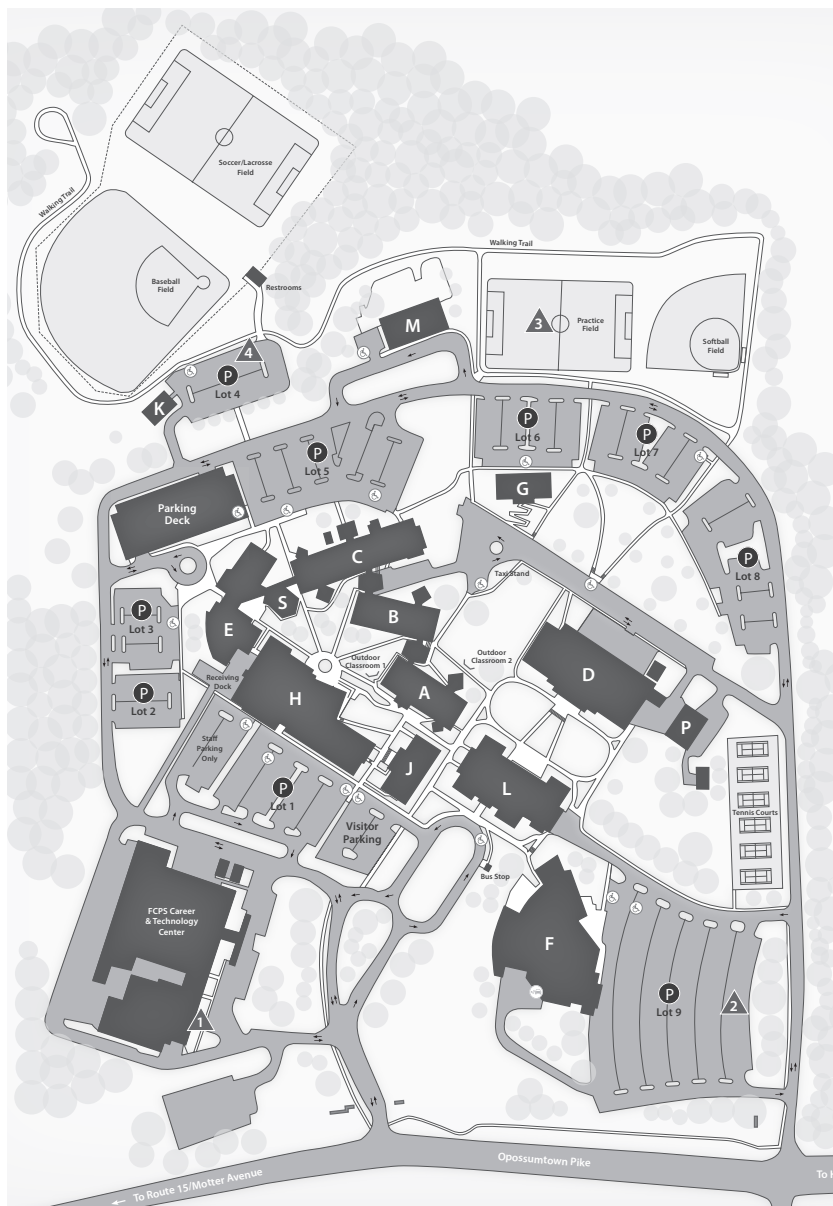 Soccer/Lacrosse
Field
Walking Trail
Walking Trail
Baseball
Field
Restrooms
M
3
Practice
Field
Softball
Field
4
P
Lot 4
K
P
Lot 5
P
Lot 6
P
Lot 7
G
Parking
Deck
P
Lot 8
C
Taxi Stand
S
B
P
Lot 3
E
Outdoor
Classroom 1
Outdoor
Classroom 2
D
Receiving
Dock
P
Lot 2
H
A
P
Staff
Parking
Only
J
L
P
Lot 1
Tennis Courts
Visitor
Parking
Bus Stop
FCPS Career
& Technology
Center
F
P
Lot 9
2
1
Opossumtown Pike
To Route 15/Motter Avenue
To